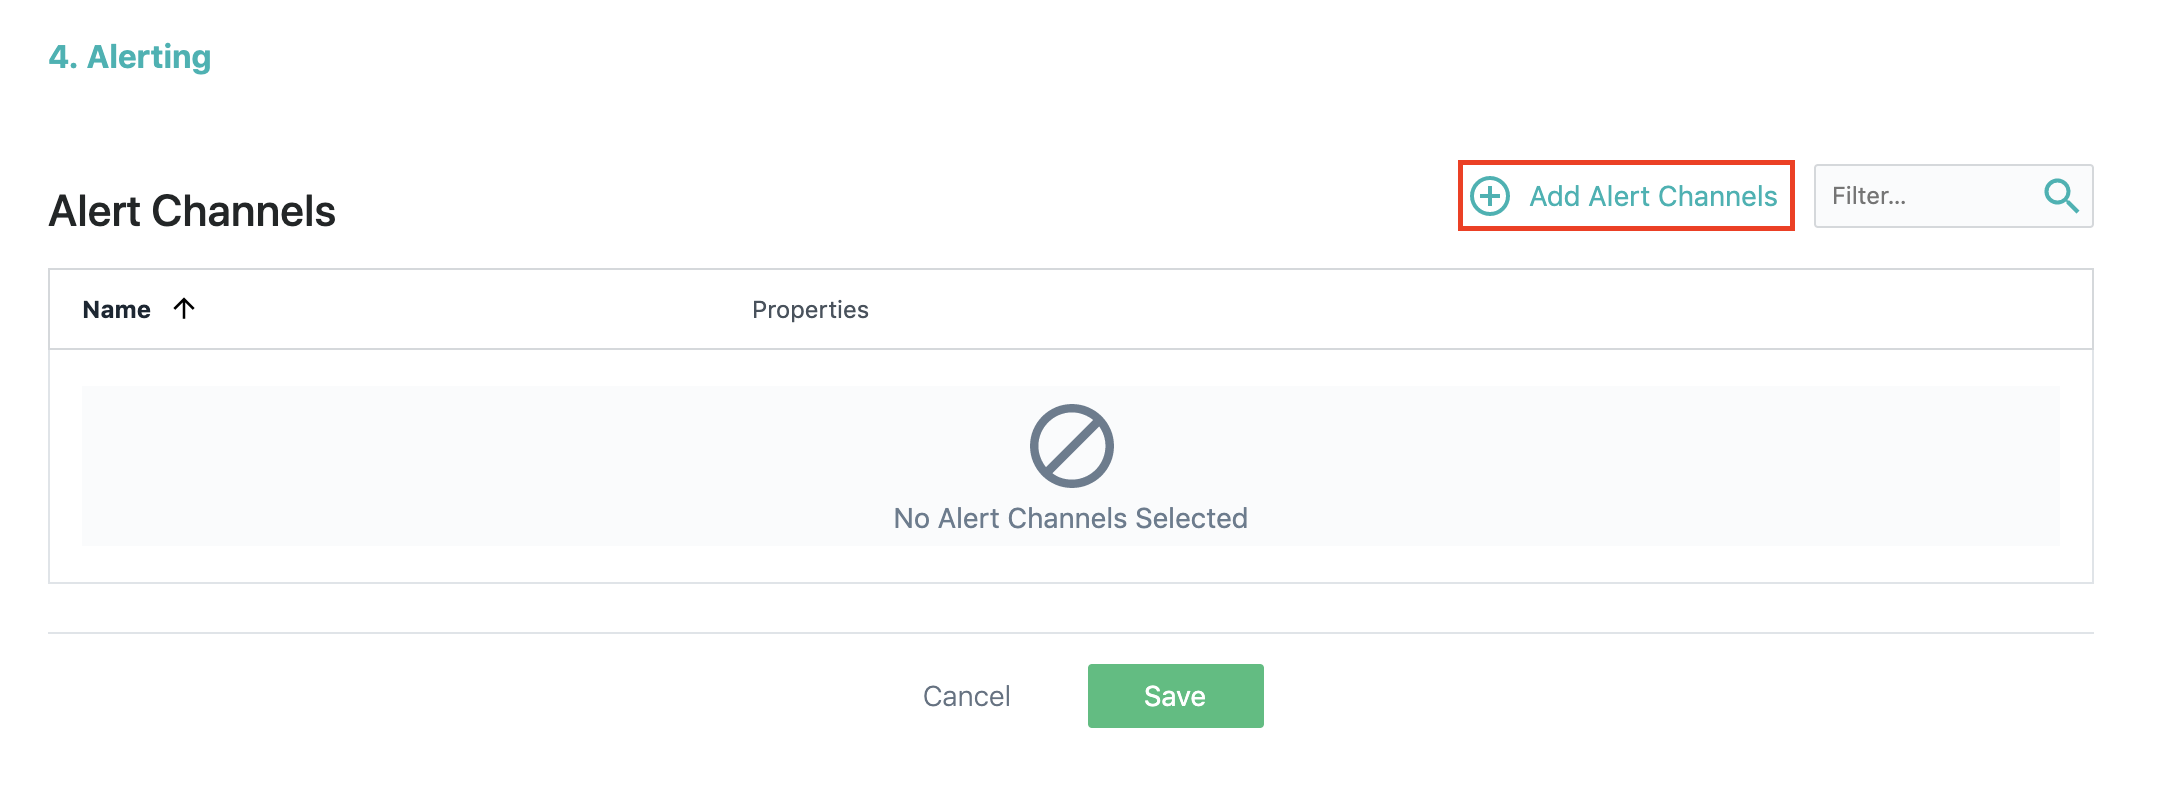 4. Alerting
Alert Channels
Add Alert Channels
Filter...
Name
Properties
No Alert Channels Selected
Cancel
Save